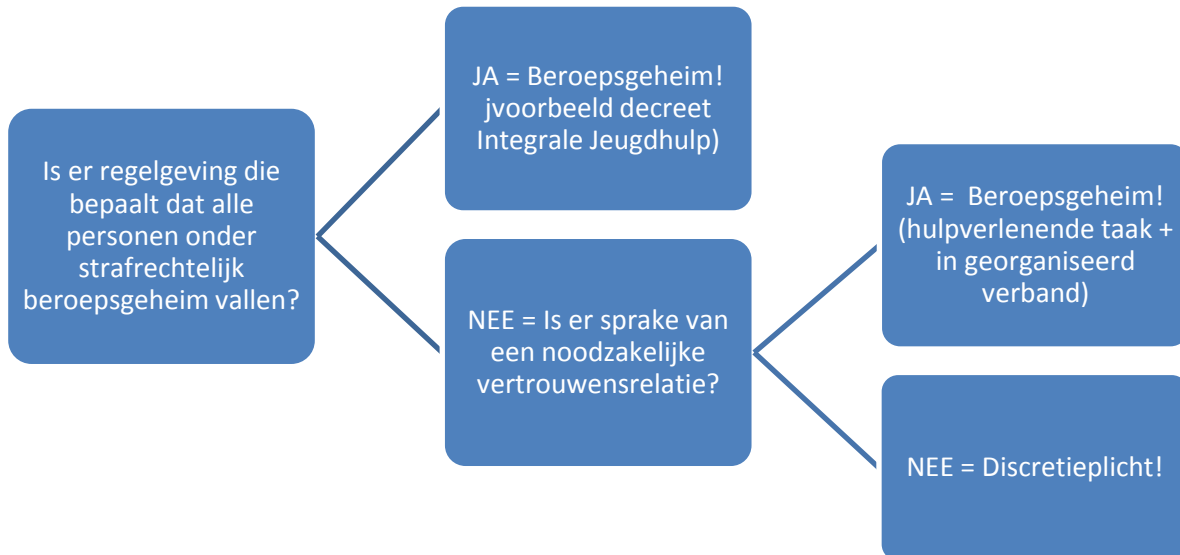 Is er regelgeving die
bepaalt dat alle
personen onder
strafrechtelijk
beroepsgeheim vallen?
JA = Beroepsgeheim!
jvoorbeeld decreet
Integrale Jeugdhulp)
NEE = Is er sprake van
een noodzakelijke
vertrouwensrelatie?
JA =  Beroepsgeheim!
(hulpverlenende taak +
in georganiseerd
verband)
NEE = Discretieplicht!